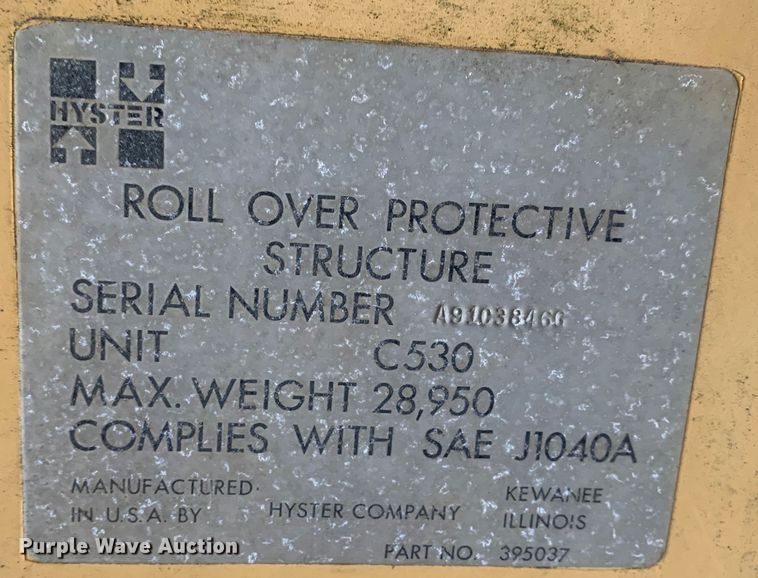 HYSTER
ROLL OVER PROTECTIVE
STRUCTURE
SERIAL NUMBER
UNIT C530
MAX. WEIGHT 28,950
COMPLIES WITH SAE J1040A
MANUFACTURED
IN U.S.A. BY HYSTER COMPANY KEWANEE
ILLINOIS
PART NO. 395037
Purple Wave Auction